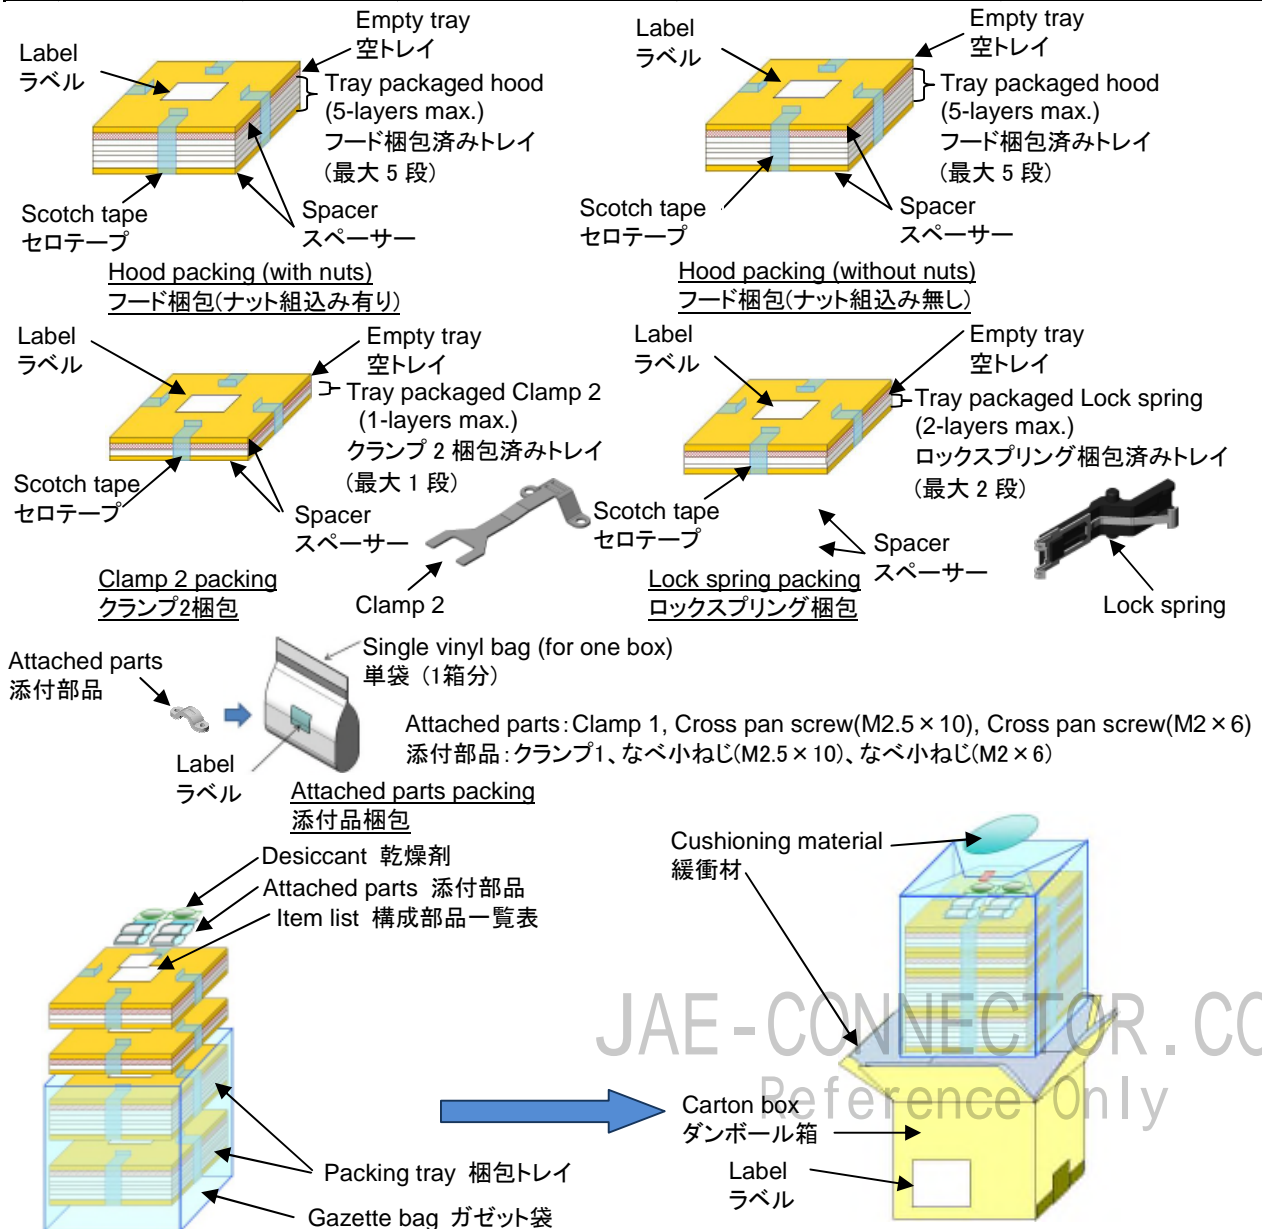 Label
ラベル
Empty tray
空トレイ
Tray packaged hood
(5-layers max.)
フード梱包済みトレイ
(最大 5 段)
Scotch tape
セロテープ
Spacer
スペーサー
Hood packing (with nuts)
フード梱包(ナット組込み有り)
Label
ラベル
Empty tray
空トレイ
Tray packaged hood
(5-layers max.)
フード梱包済みトレイ
(最大 5 段)
Scotch tape
セロテープ
Spacer
スペーサー
Hood packing (without nuts)
フード梱包(ナット組込み無し)
Label
ラベル
Empty tray
空トレイ
Tray packaged Clamp 2
(1-layers max.)
クランプ 2 梱包済みトレイ
(最大 1 段)
Scotch tape
セロテープ
Spacer
スペーサー
Clamp 2 packing
クランプ2梱包
Clamp 2
Label
ラベル
Empty tray
空トレイ
Tray packaged Lock spring
(2-layers max.)
ロックスプリング梱包済みトレイ
(最大 2 段)
Scotch tape
セロテープ
Spacer
スペーサー
Lock spring packing
ロックスプリング梱包
Lock spring
Attached parts
添付部品
Single vinyl bag (for one box)
単袋 (1箱分)
Label
ラベル
Attached parts:Clamp 1, Cross pan screw(M2.5×10), Cross pan screw(M2×6)
添付部品:クランプ1、なべ小ねじ(M2.5×10)、なべ小ねじ(M2×6)
Attached parts packing
添付品梱包
Desiccant 乾燥剤
Attached parts 添付部品
Item list 構成部品一覧表
Packing tray 梱包トレイ
Gazette bag ガゼット袋
Cushioning material
緩衝材
JAE-CONNECTOR.CO
Reference Only
Carton box
ダンボール箱
Label
ラベル